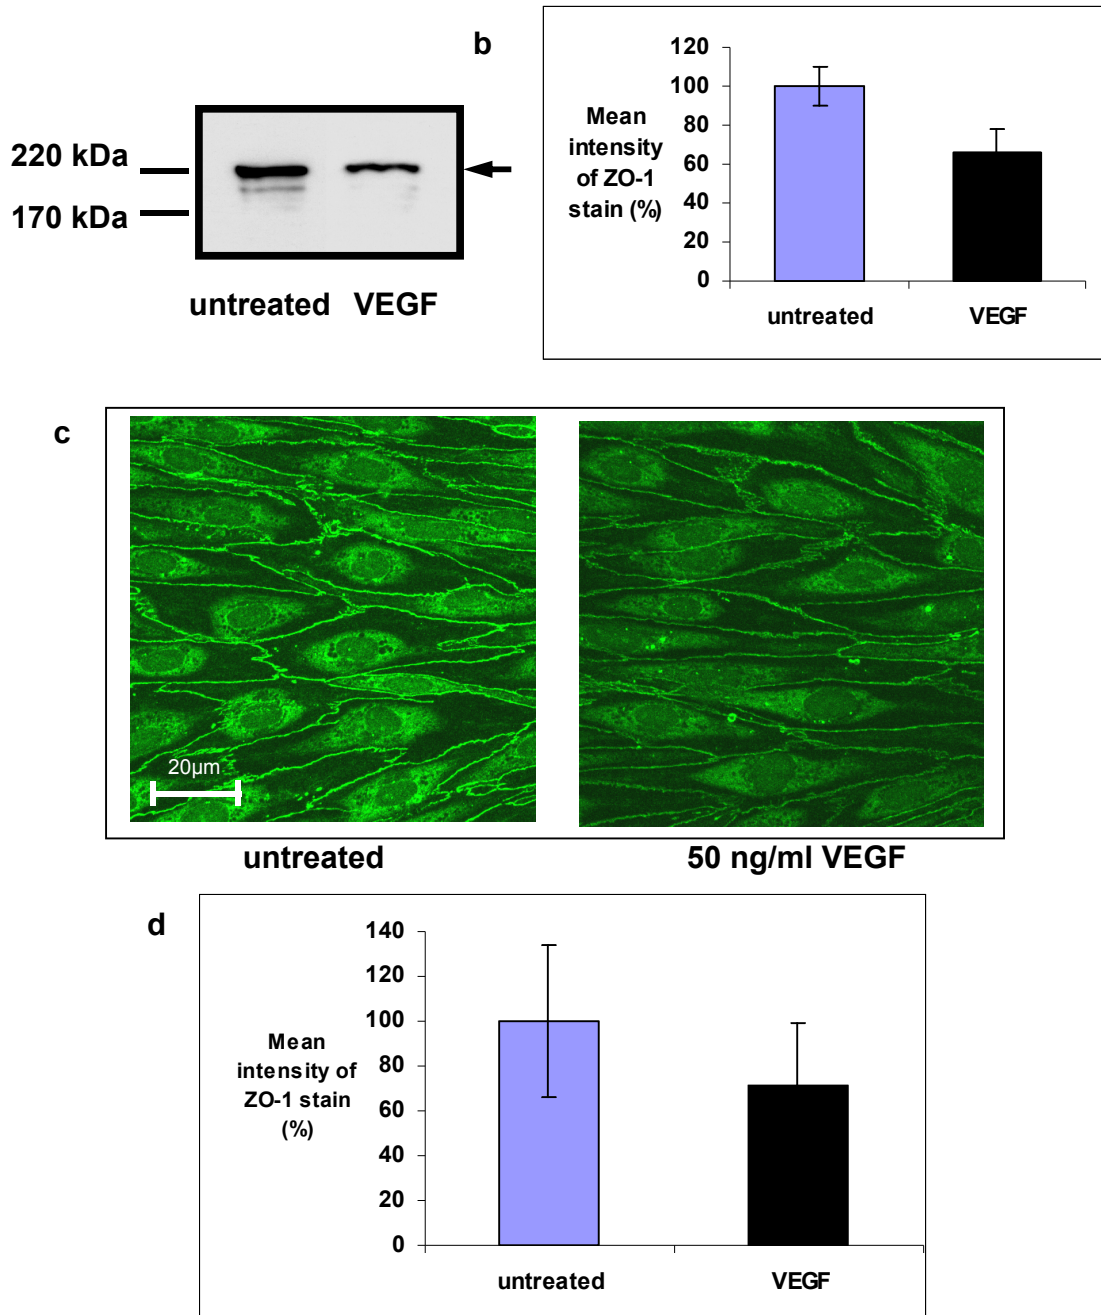 b
220 kDa
170 kDa
untreated VEGF
Mean
intensity
of ZO-1
stain (%)
120
100
80
60
40
20
0
untreated VEGF
c
20µm
untreated 50 ng/ml VEGF
d
Mean
intensity of
ZO-1 stain
(%)
140
120
100
80
60
40
20
0
untreated VEGF